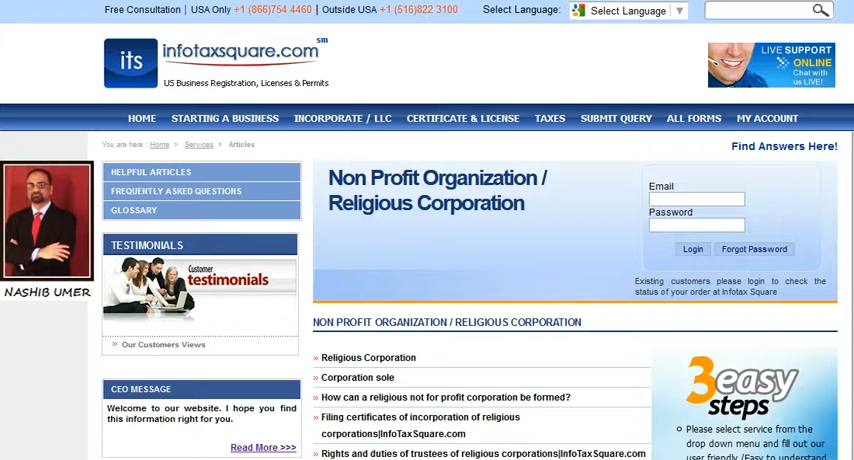 Free Consultation | USA Only +1 (866)754 4460 | Outside USA +1 (516)822 3100
Select Language: Select Language
its infotaxsquare.com sm
US Business Registration, Licenses & Permits
LIVE SUPPORT
ONLINE
Chat with
us LIVE!
HOME STARTING A BUSINESS INCORPORATE / LLC CERTIFICATE & LICENSE TAXES SUBMIT QUERY ALL FORMS MY ACCOUNT
You are here : Home > Services > Articles
Find Answers Here!
NASHIB UMER
HELPFUL ARTICLES
FREQUENTLY ASKED QUESTIONS
GLOSSARY
TESTIMONIALS
Customer
testimonials
» Our Customers Views
CEO MESSAGE
Welcome to our website. I hope you find
this information right for you.
Read More >>>
Non Profit Organization /
Religious Corporation
Email
Password
Login Forgot Password
Existing customers please login to check the
status of your order at Infotax Square
NON PROFIT ORGANIZATION / RELIGIOUS CORPORATION
» Religious Corporation
» Corporation sole
» How can a religious not for profit corporation be formed?
» Filing certificates of incorporation of religious
corporations|InfoTaxSquare.com
» Rights and duties of trustees of religious corporations|InfoTaxSquare.com
3 easy
steps
Please select service from the
drop down menu and fill out our
user friendly /Easy to understand